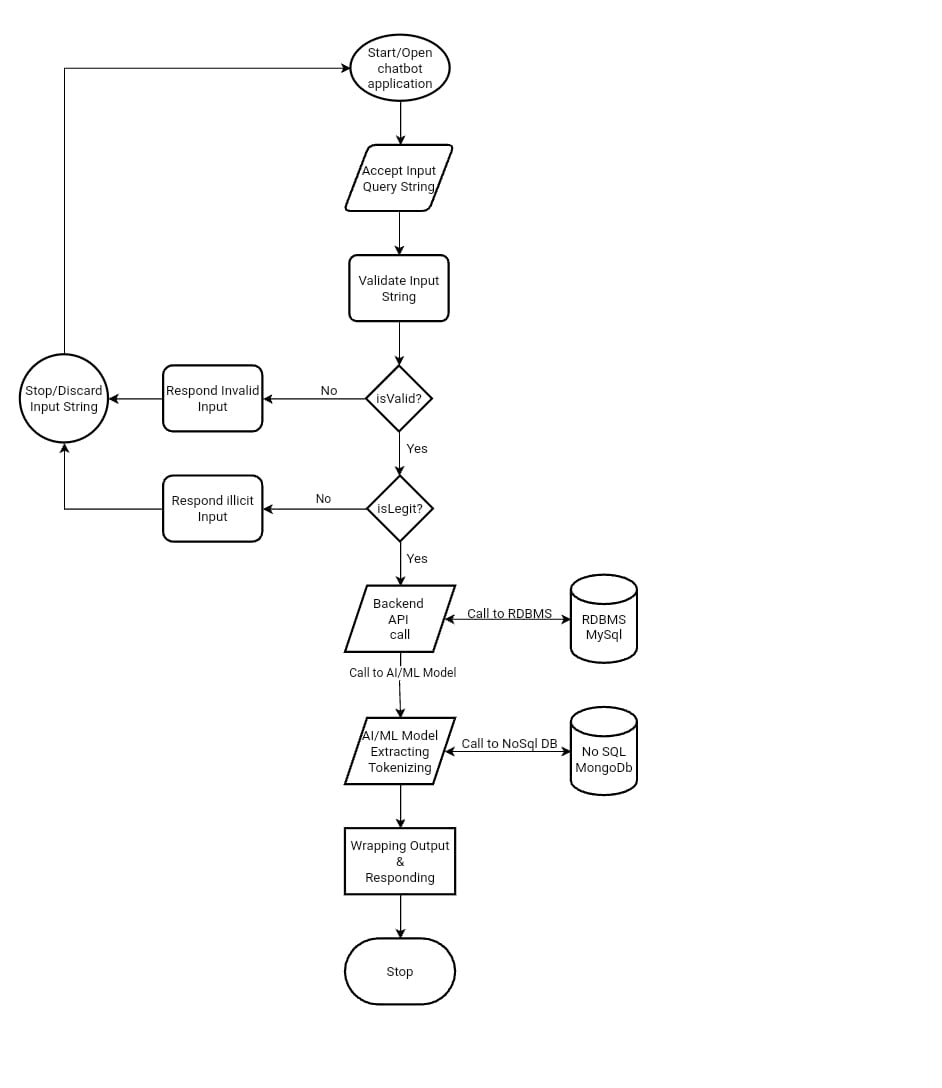 Start/Open
chatbot
application
Accept Input
Query String
Validate Input
String
Stop/Discard
Input String
Respond Invalid
Input
No
isValid?
Yes
Respond illicit
Input
No
isLegit?
Yes
Backend
API
call
Call to RDBMS
RDBMS
MySql
Call to AI/ML Model
AI/ML Model
Extracting
Tokenizing
Call to NoSql DB
No SQL
MongoDb
Wrapping Output
&
Responding
Stop